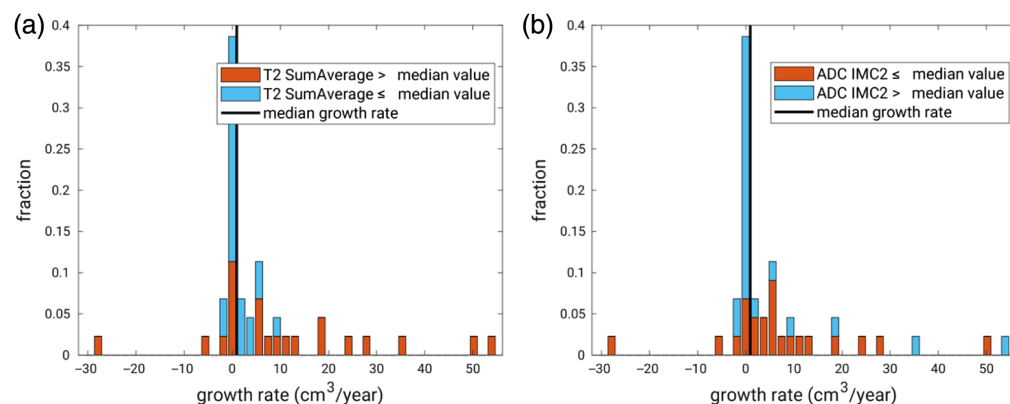 (a)
0.4
0.35
0.3
0.25
0.2
0.15
0.1
0.05
0
fraction
T2 SumAverage > median value
T2 SumAverage ≤ median value
median growth rate
−30 −20 −10 0 10 20 30 40 50
growth rate (cm³/year)
(b)
0.4
0.35
0.3
0.25
0.2
0.15
0.1
0.05
0
fraction
ADC IMC2 ≤ median value
ADC IMC2 > median value
median growth rate
−30 −20 −10 0 10 20 30 40 50
growth rate (cm³/year)